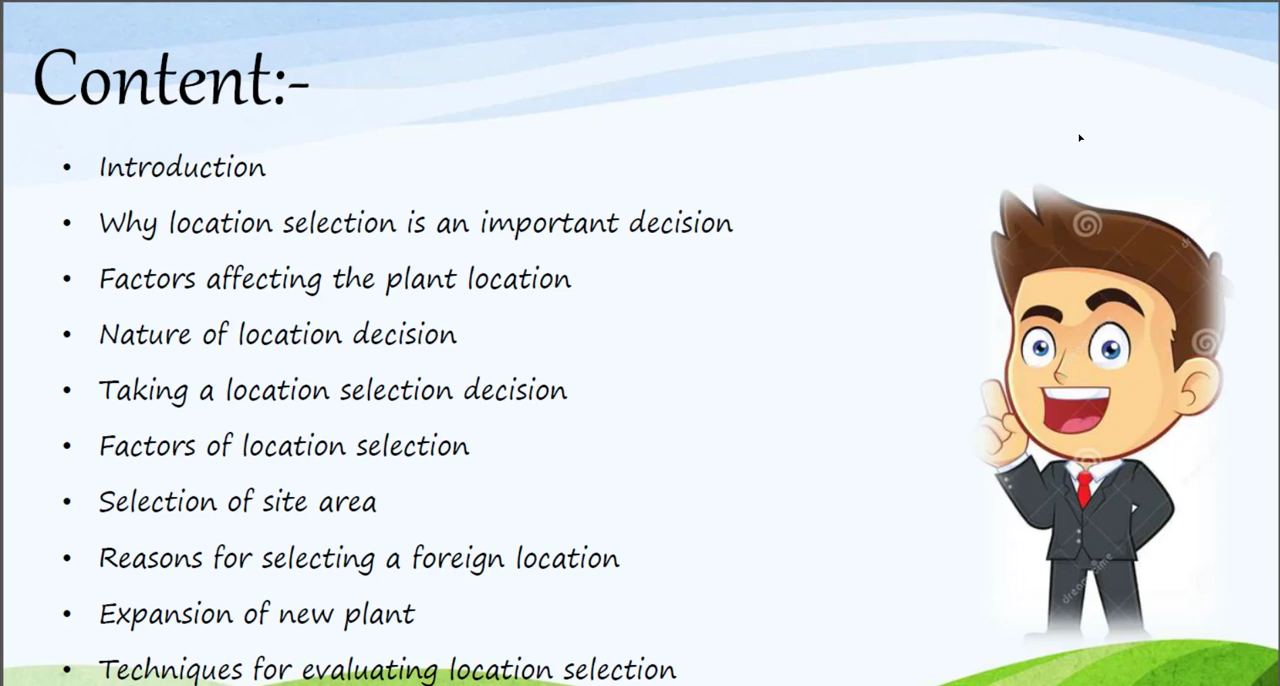 Content:-
• Introduction
• Why location selection is an important decision
• Factors affecting the plant location
• Nature of location decision
• Taking a location selection decision
• Factors of location selection
• Selection of site area
• Reasons for selecting a foreign location
• Expansion of new plant
• Techniques for evaluating location selection